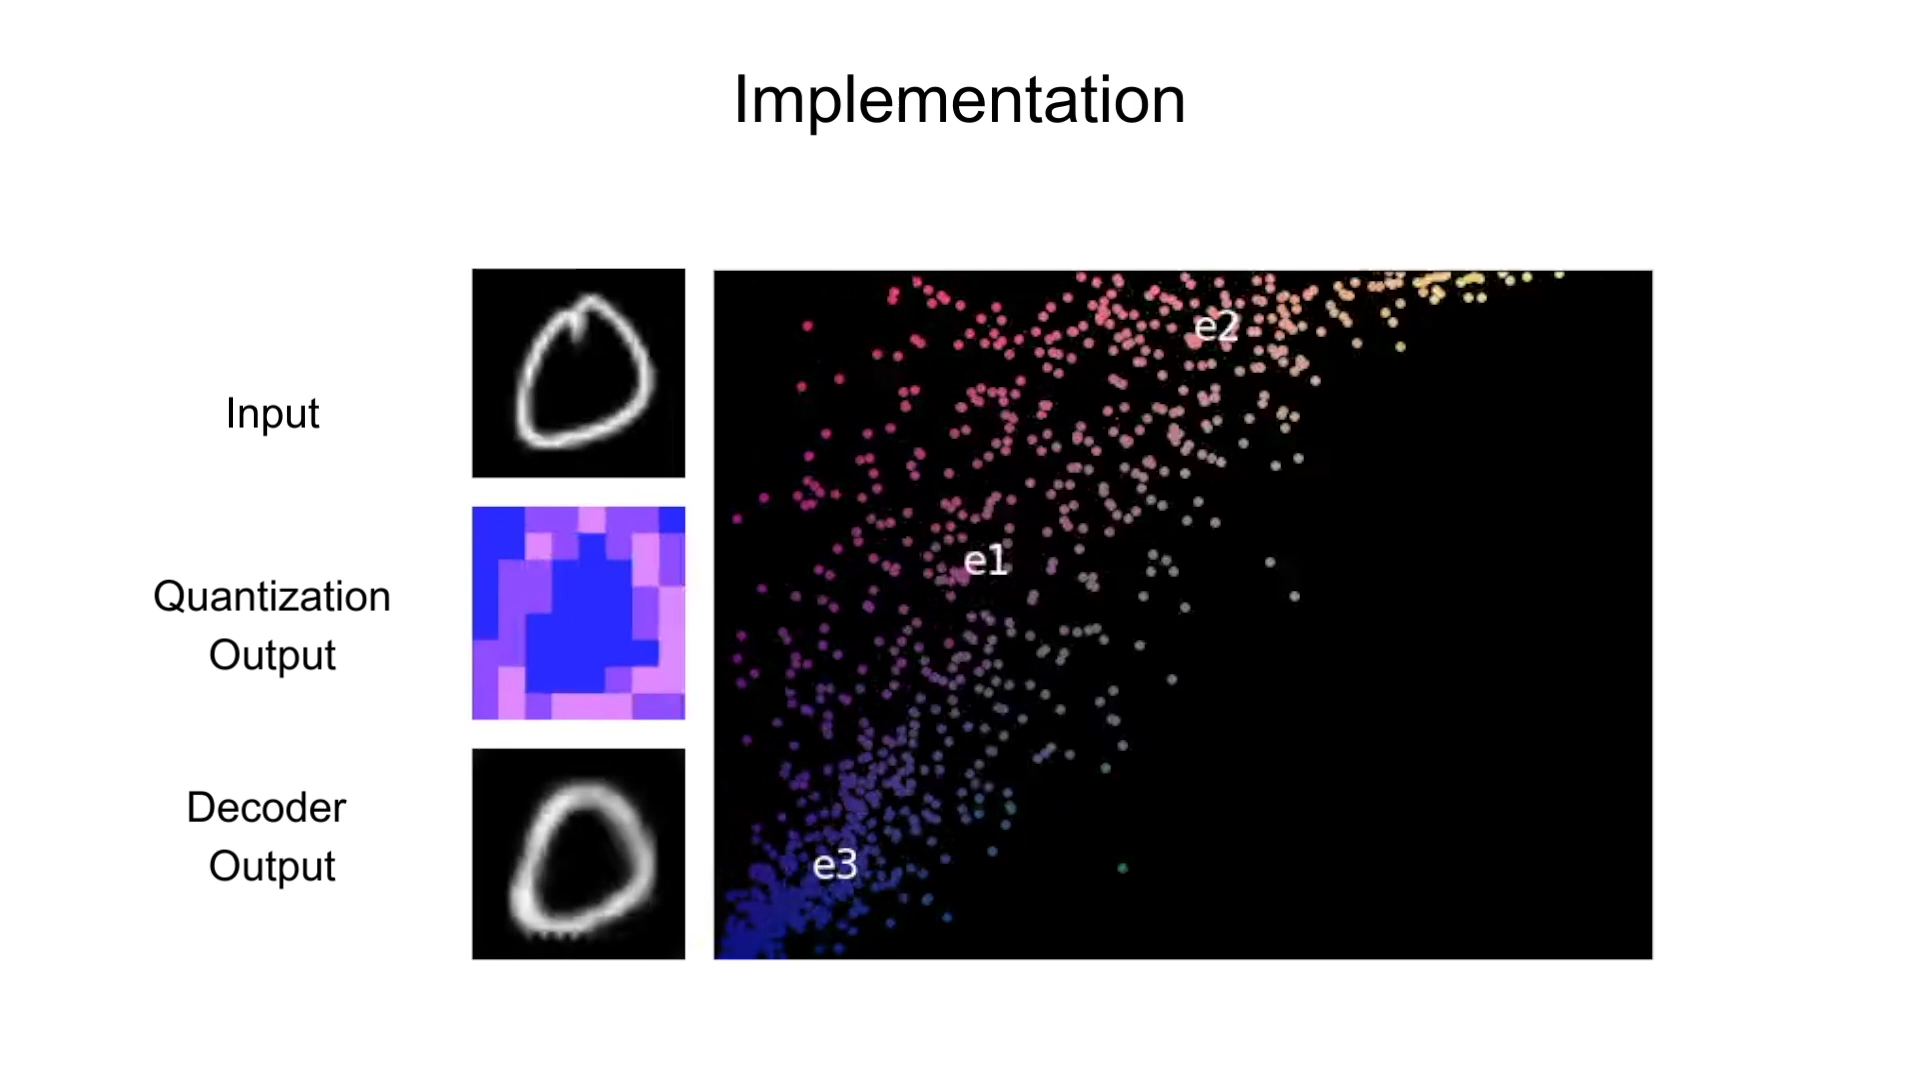 Implementation
Input
Quantization
Output
Decoder
Output
e2
e1
e3